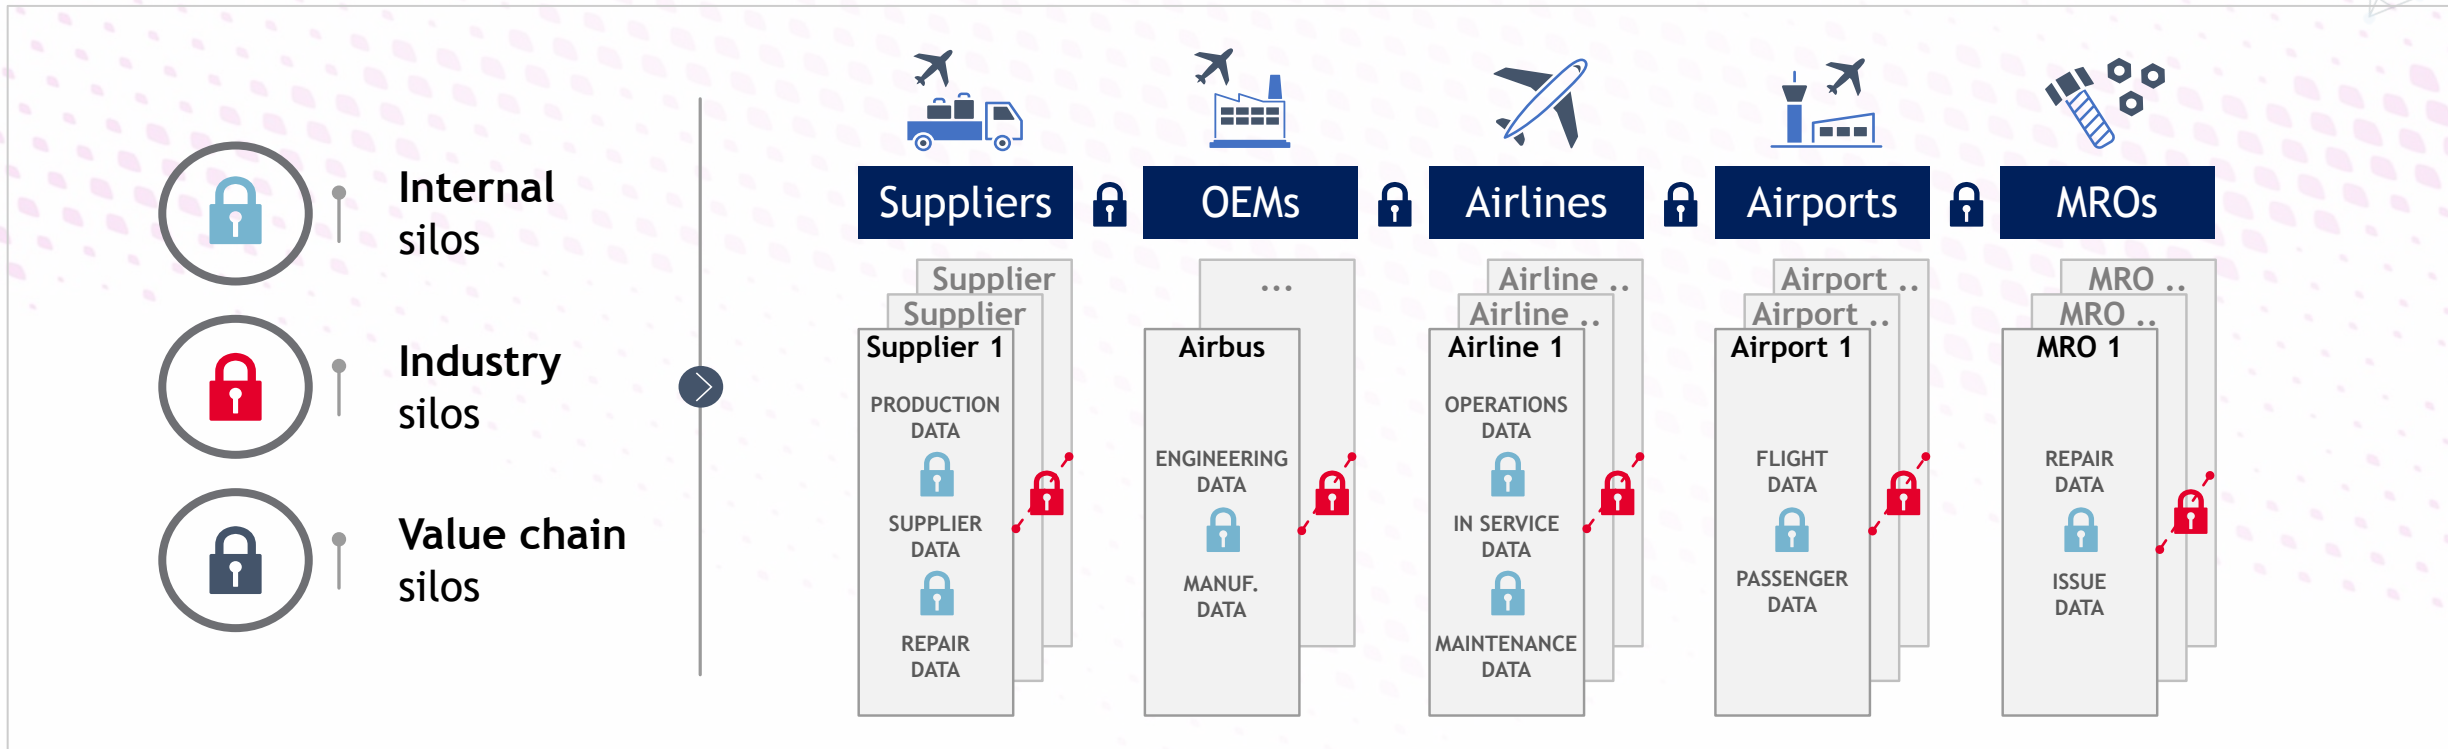 Internal
silos
Industry
silos
Value chain
silos
Suppliers
OEMs
Airlines
Airports
MROs
Supplier
Supplier
Supplier 1
PRODUCTION
DATA
SUPPLIER
DATA
REPAIR
DATA
...
Airbus
ENGINEERING
DATA
MANUF.
DATA
Airline ..
Airline ..
Airline 1
OPERATIONS
DATA
IN SERVICE
DATA
MAINTENANCE
DATA
Airport ..
Airport ..
Airport 1
FLIGHT
DATA
PASSENGER
DATA
MRO ..
MRO ..
MRO 1
REPAIR
DATA
ISSUE
DATA